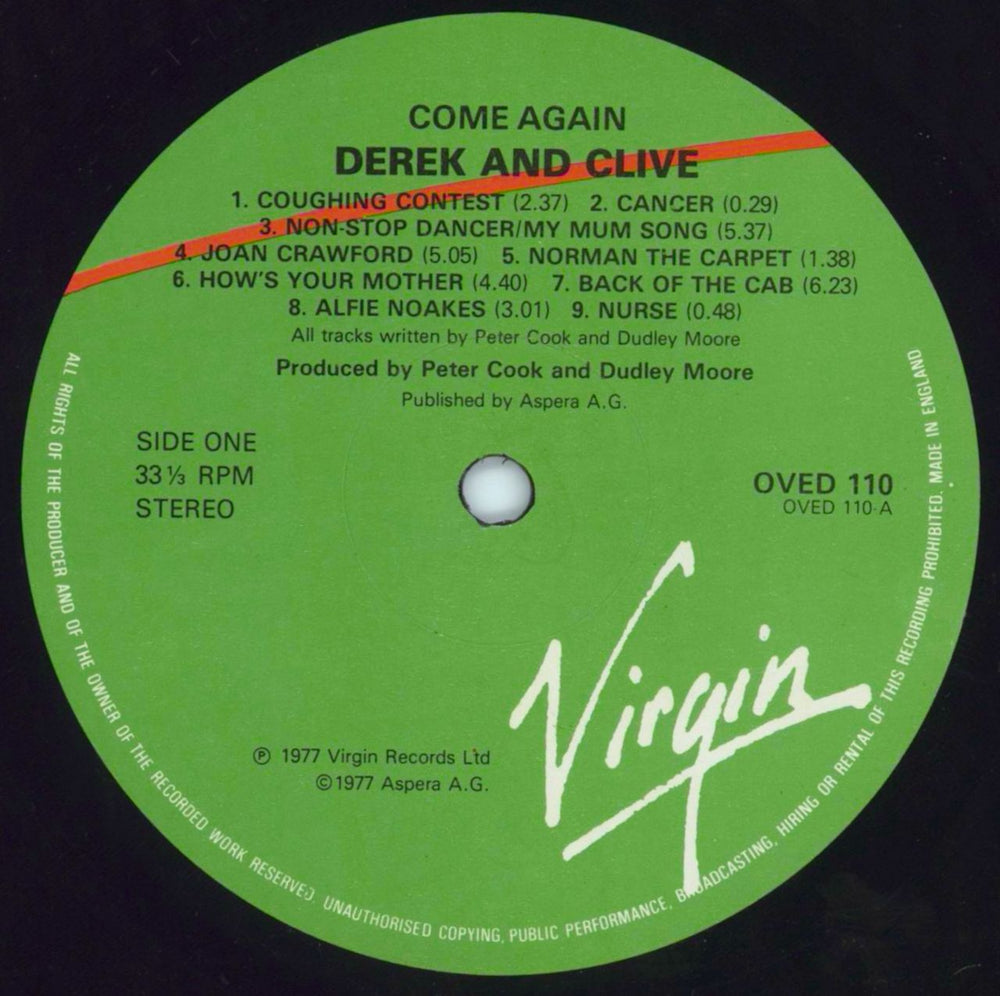 COME AGAIN
DEREK AND CLIVE
1. COUGHING CONTEST (2.37) 2. CANCER (0.29)
3. NON-STOP DANCER/MY MUM SONG (5.37)
4. JOAN CRAWFORD (5.05) 5. NORMAN THE CARPET (1.38)
6. HOW'S YOUR MOTHER (4.40) 7. BACK OF THE CAB (6.23)
8. ALFIE NOAKES (3.01) 9. NURSE (0.48)
All tracks written by Peter Cook and Dudley Moore
Produced by Peter Cook and Dudley Moore
Published by Aspera A.G.
SIDE ONE
33⅓ RPM
STEREO
OVED 110
OVED 110-A
Virgin
℗ 1977 Virgin Records Ltd
©1977 Aspera A.G.
ALL RIGHTS OF THE PRODUCER AND OF THE OWNER OF THE RECORDED WORK RESERVED. UNAUTHORISED COPYING, PUBLIC PERFORMANCE, BROADCASTING, HIRING OR RENTAL OF THIS RECORDING PROHIBITED. MADE IN ENGLAND